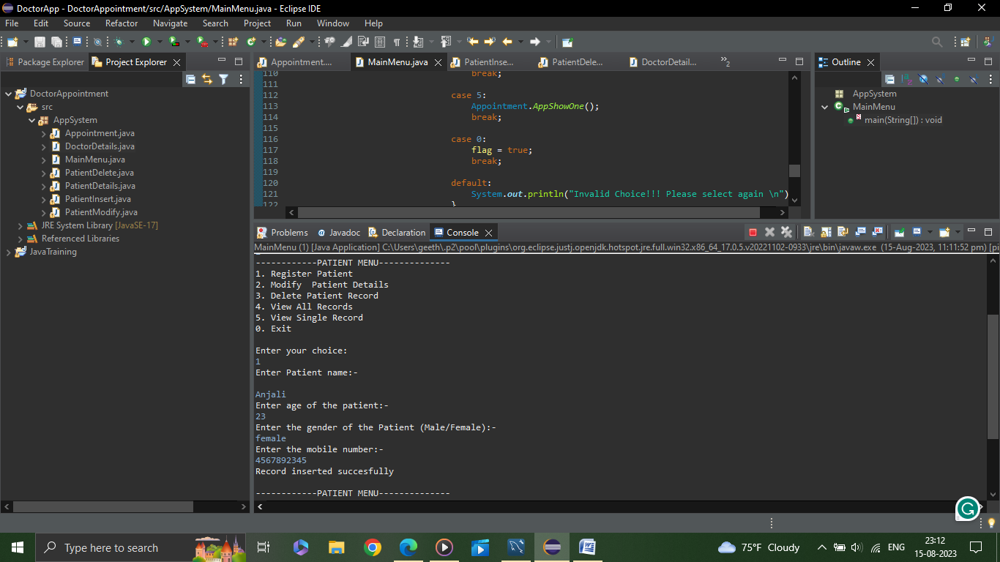 DoctorApp - DoctorAppointment/src/AppSystem/MainMenu.java - Eclipse IDE
File Edit Source Refactor Navigate Search Project Run Window Help
Package Explorer Project Explorer
DoctorAppointment
src
AppSystem
Appointment.java
DoctorDetails.java
MainMenu.java
PatientDelete.java
PatientDetails.java
PatientInsert.java
PatientModify.java
JRE System Library [JavaSE-17]
Referenced Libraries
JavaTraining
Appointment.... MainMenu.java PatientInse... PatientDele... DoctorDetail... »2
110 break;
111
112 case 5:
113 Appointment.AppShowOne();
114 break;
115
116 case 0:
117 flag = true;
118 break;
119
120 default:
121 System.out.println("Invalid Choice!!! Please select again \n")
122 }
Outline
AppSystem
MainMenu
main(String[]) : void
Problems Javadoc Declaration Console
MainMenu (1) [Java Application] C:\Users\geeth\.p2\pool\plugins\org.eclipse.justj.openjdk.hotspot.jre.full.win32.x86_64_17.0.5.v20221102-0933\jre\bin\javaw.exe (15-Aug-2023, 11:11:52 pm) [pi
------------PATIENT MENU--------------
1. Register Patient
2. Modify  Patient Details
3. Delete Patient Record
4. View All Records
5. View Single Record
0. Exit
Enter your choice:
1
Enter Patient name:-
Anjali
Enter age of the patient:-
23
Enter the gender of the Patient (Male/Female):-
female
Enter the mobile number:-
4567892345
Record inserted succesfully
------------PATIENT MENU--------------
Type here to search
75°F Cloudy
ENG
23:12
15-08-2023